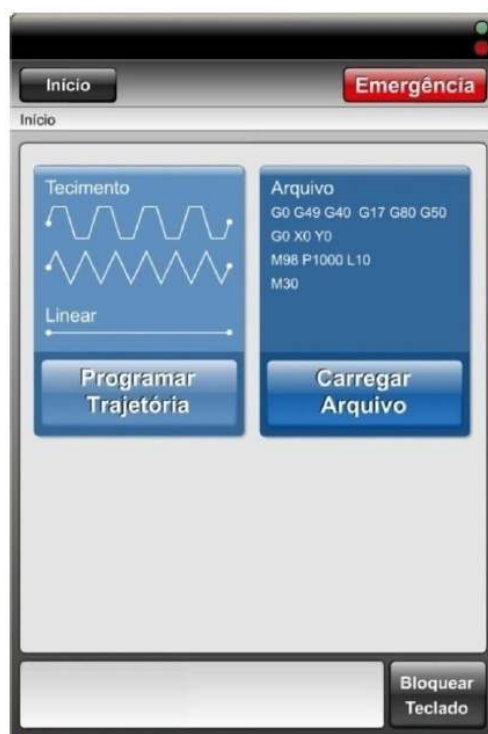 Início
Emergência
Início
Tecimento
Linear
Programar
Trajetória
Arquivo
G0 G49 G40 G17 G80 G50
G0 X0 Y0
M98 P1000 L10
M30
Carregar
Arquivo
Bloquear
Teclado